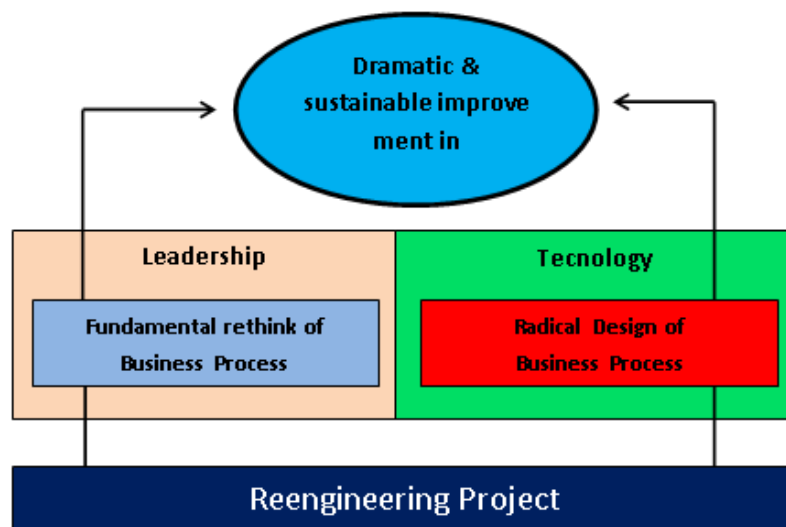 Dramatic &
sustainable improve
ment in
Leadership
Tecnology
Fundamental rethink of
Business Process
Radical Design of
Business Process
Reengineering Project